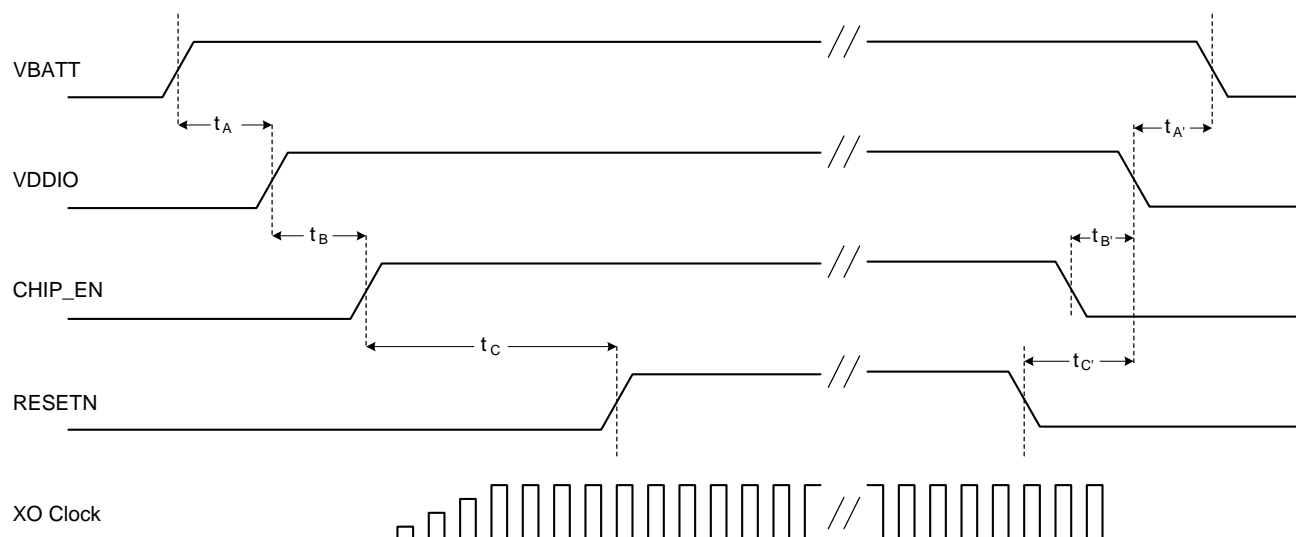 VBATT
tA
tA'
VDDIO
tB
tB'
CHIP_EN
tC
tC'
RESETN
XO Clock